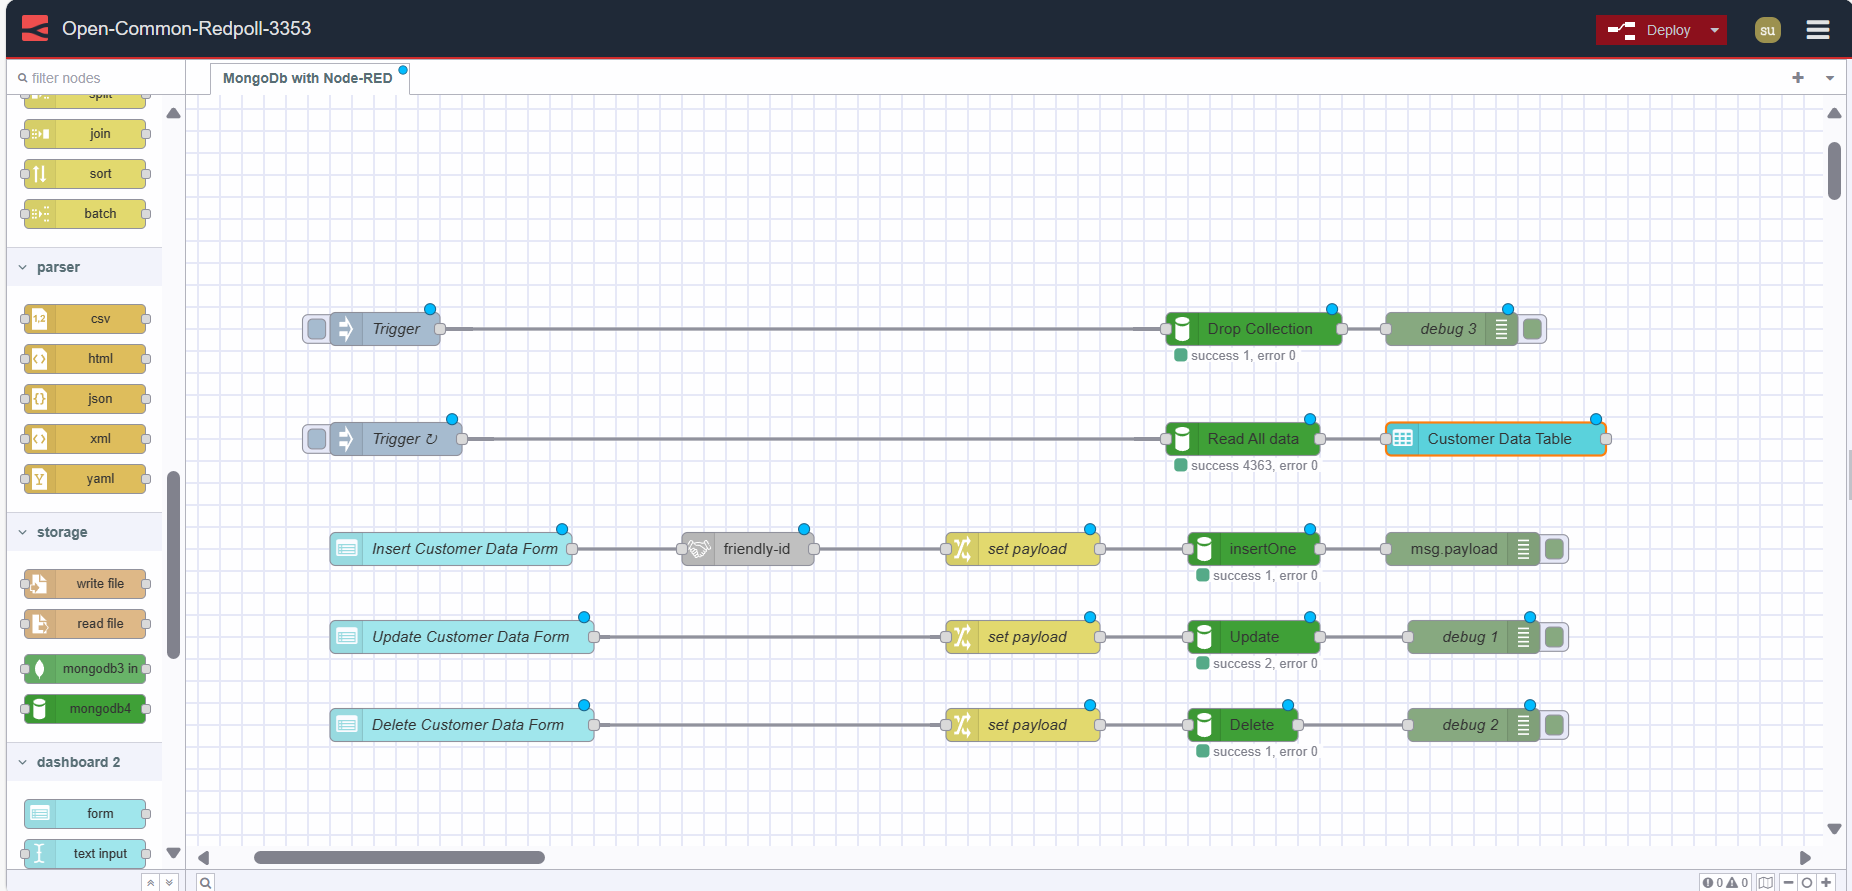 Open-Common-Redpoll-3353
Deploy
su
filter nodes
MongoDb with Node-RED
split
join
sort
batch
parser
csv
html
json
xml
yaml
storage
write file
read file
mongodb3 in
mongodb4
dashboard 2
form
text input
Trigger
Drop Collection
debug 3
success 1, error 0
Trigger ↻
Read All data
Customer Data Table
success 4363, error 0
Insert Customer Data Form
friendly-id
set payload
insertOne
msg.payload
success 1, error 0
Update Customer Data Form
set payload
Update
debug 1
success 2, error 0
Delete Customer Data Form
set payload
Delete
debug 2
success 1, error 0
0 0